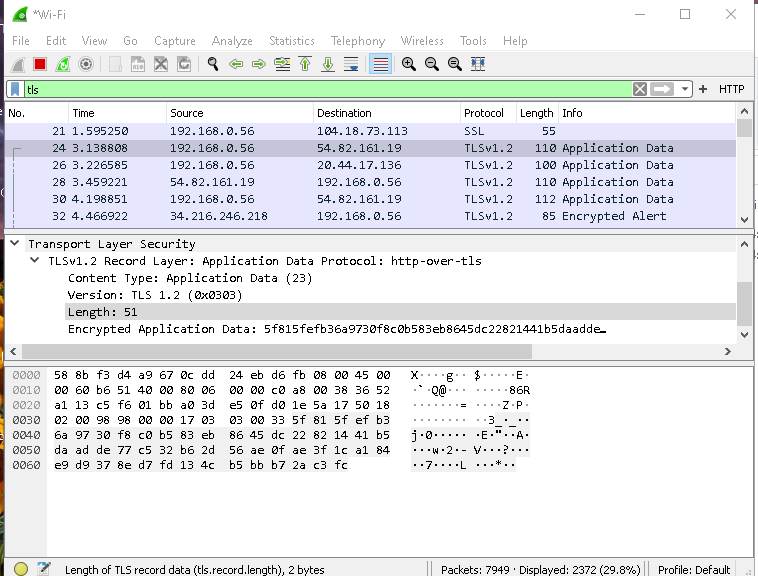 *Wi-Fi
File Edit View Go Capture Analyze Statistics Telephony Wireless Tools Help
tls HTTP
No. Time Source Destination Protocol Length Info
21 1.595250 192.168.0.56 104.18.73.113 SSL 55
24 3.138808 192.168.0.56 54.82.161.19 TLSv1.2 110 Application Data
26 3.226585 192.168.0.56 20.44.17.136 TLSv1.2 100 Application Data
28 3.459221 54.82.161.19 192.168.0.56 TLSv1.2 110 Application Data
30 4.198851 192.168.0.56 54.82.161.19 TLSv1.2 112 Application Data
32 4.466922 34.216.246.218 192.168.0.56 TLSv1.2 85 Encrypted Alert
Transport Layer Security
TLSv1.2 Record Layer: Application Data Protocol: http-over-tls
Content Type: Application Data (23)
Version: TLS 1.2 (0x0303)
Length: 51
Encrypted Application Data: 5f815fefb36a9730f8c0b583eb8645dc22821441b5daadde…
0000 58 8b f3 d4 a9 67 0c dd 24 eb d6 fb 08 00 45 00 X····g·· $·····E·
0010 00 60 b6 51 40 00 80 06 00 00 c0 a8 00 38 36 52 ·`·Q@··· ·····86R
0020 a1 13 c5 f6 01 bb a0 3d e5 0f d0 1e 5a 17 50 18 ·······= ····Z·P·
0030 02 00 98 98 00 00 17 03 03 00 33 5f 81 5f ef b3 ········ ··3_·_··
0040 6a 97 30 f8 c0 b5 83 eb 86 45 dc 22 82 14 41 b5 j·0····· ·E·"··A·
0050 da ad de 77 c5 32 b6 2d 56 ae 0f ae 3f 1c a1 84 ···w·2·- V···?···
0060 e9 d9 37 8e d7 fd 13 4c b5 bb b7 2a c3 fc ··7····L ···*··
Length of TLS record data (tls.record.length), 2 bytes Packets: 7949 · Displayed: 2372 (29.8%) Profile: Default